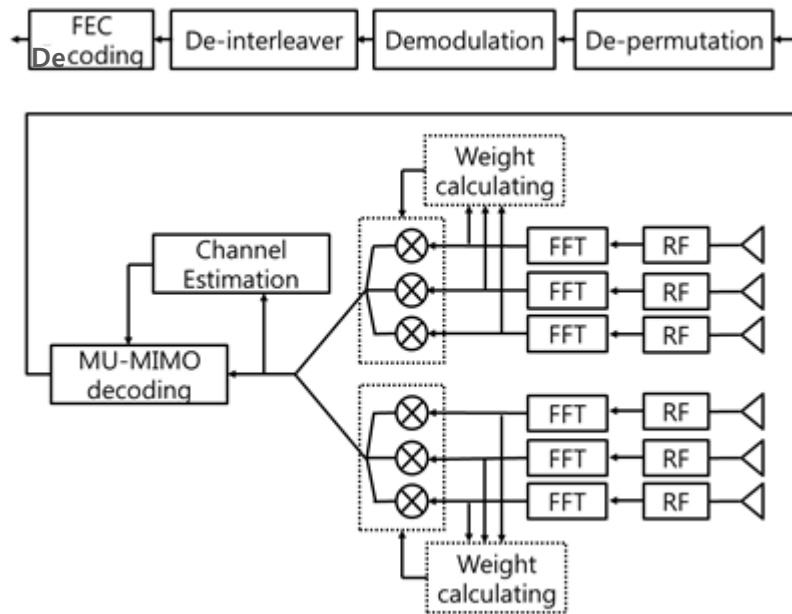 FEC
Decoding
De-interleaver
Demodulation
De-permutation
Weight
calculating
Channel
Estimation
FFT
RF
FFT
RF
FFT
RF
MU-MIMO
decoding
FFT
RF
FFT
RF
FFT
RF
Weight
calculating